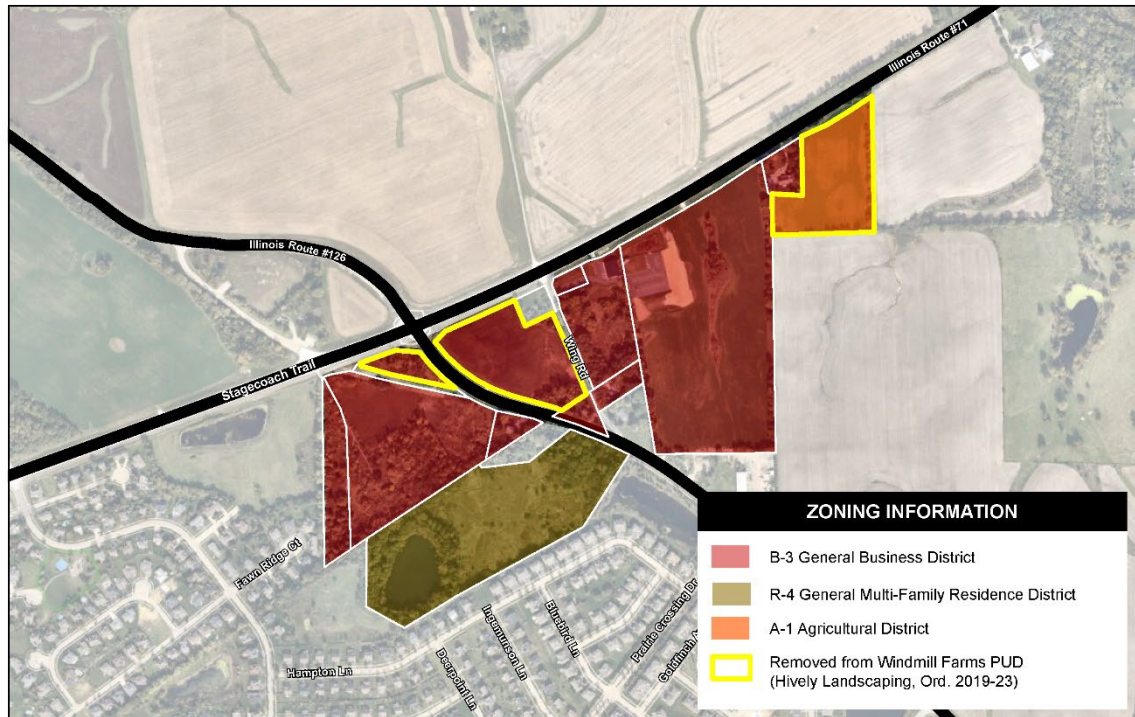 Illinois Route #71
Illinois Route #126
Stagecoach Trail
Wing Rd
Fawn Ridge Ct
Hampton Ln
Deerpoint Ln
Ingemunson Ln
Bluebird Ln
Prairie Crossing Dr
Goldfinch A
ZONING INFORMATION
B-3 General Business District
R-4 General Multi-Family Residence District
A-1 Agricultural District
Removed from Windmill Farms PUD
(Hively Landscaping, Ord. 2019-23)